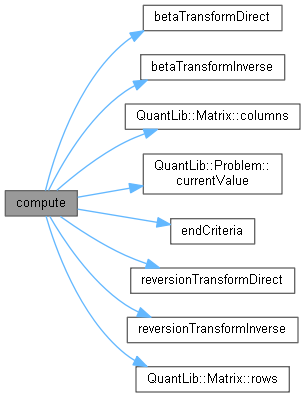 betaTransformDirect
betaTransformInverse
QuantLib::Matrix::columns
QuantLib::Problem::
currentValue
compute
endCriteria
reversionTransformDirect
reversionTransformInverse
QuantLib::Matrix::rows